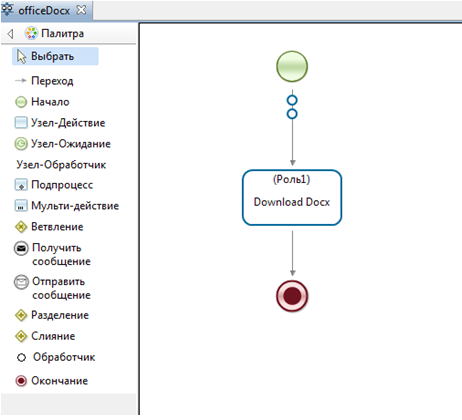 officeDocx
Палитра
Выбрать
Переход
Начало
Узел-Действие
Узел-Ожидание
Узел-Обработчик
Подпроцесс
Мульти-действие
Ветвление
Получить
сообщение
Отправить
сообщение
Разделение
Слияние
Обработчик
Окончание
(Роль1)
Download Docx